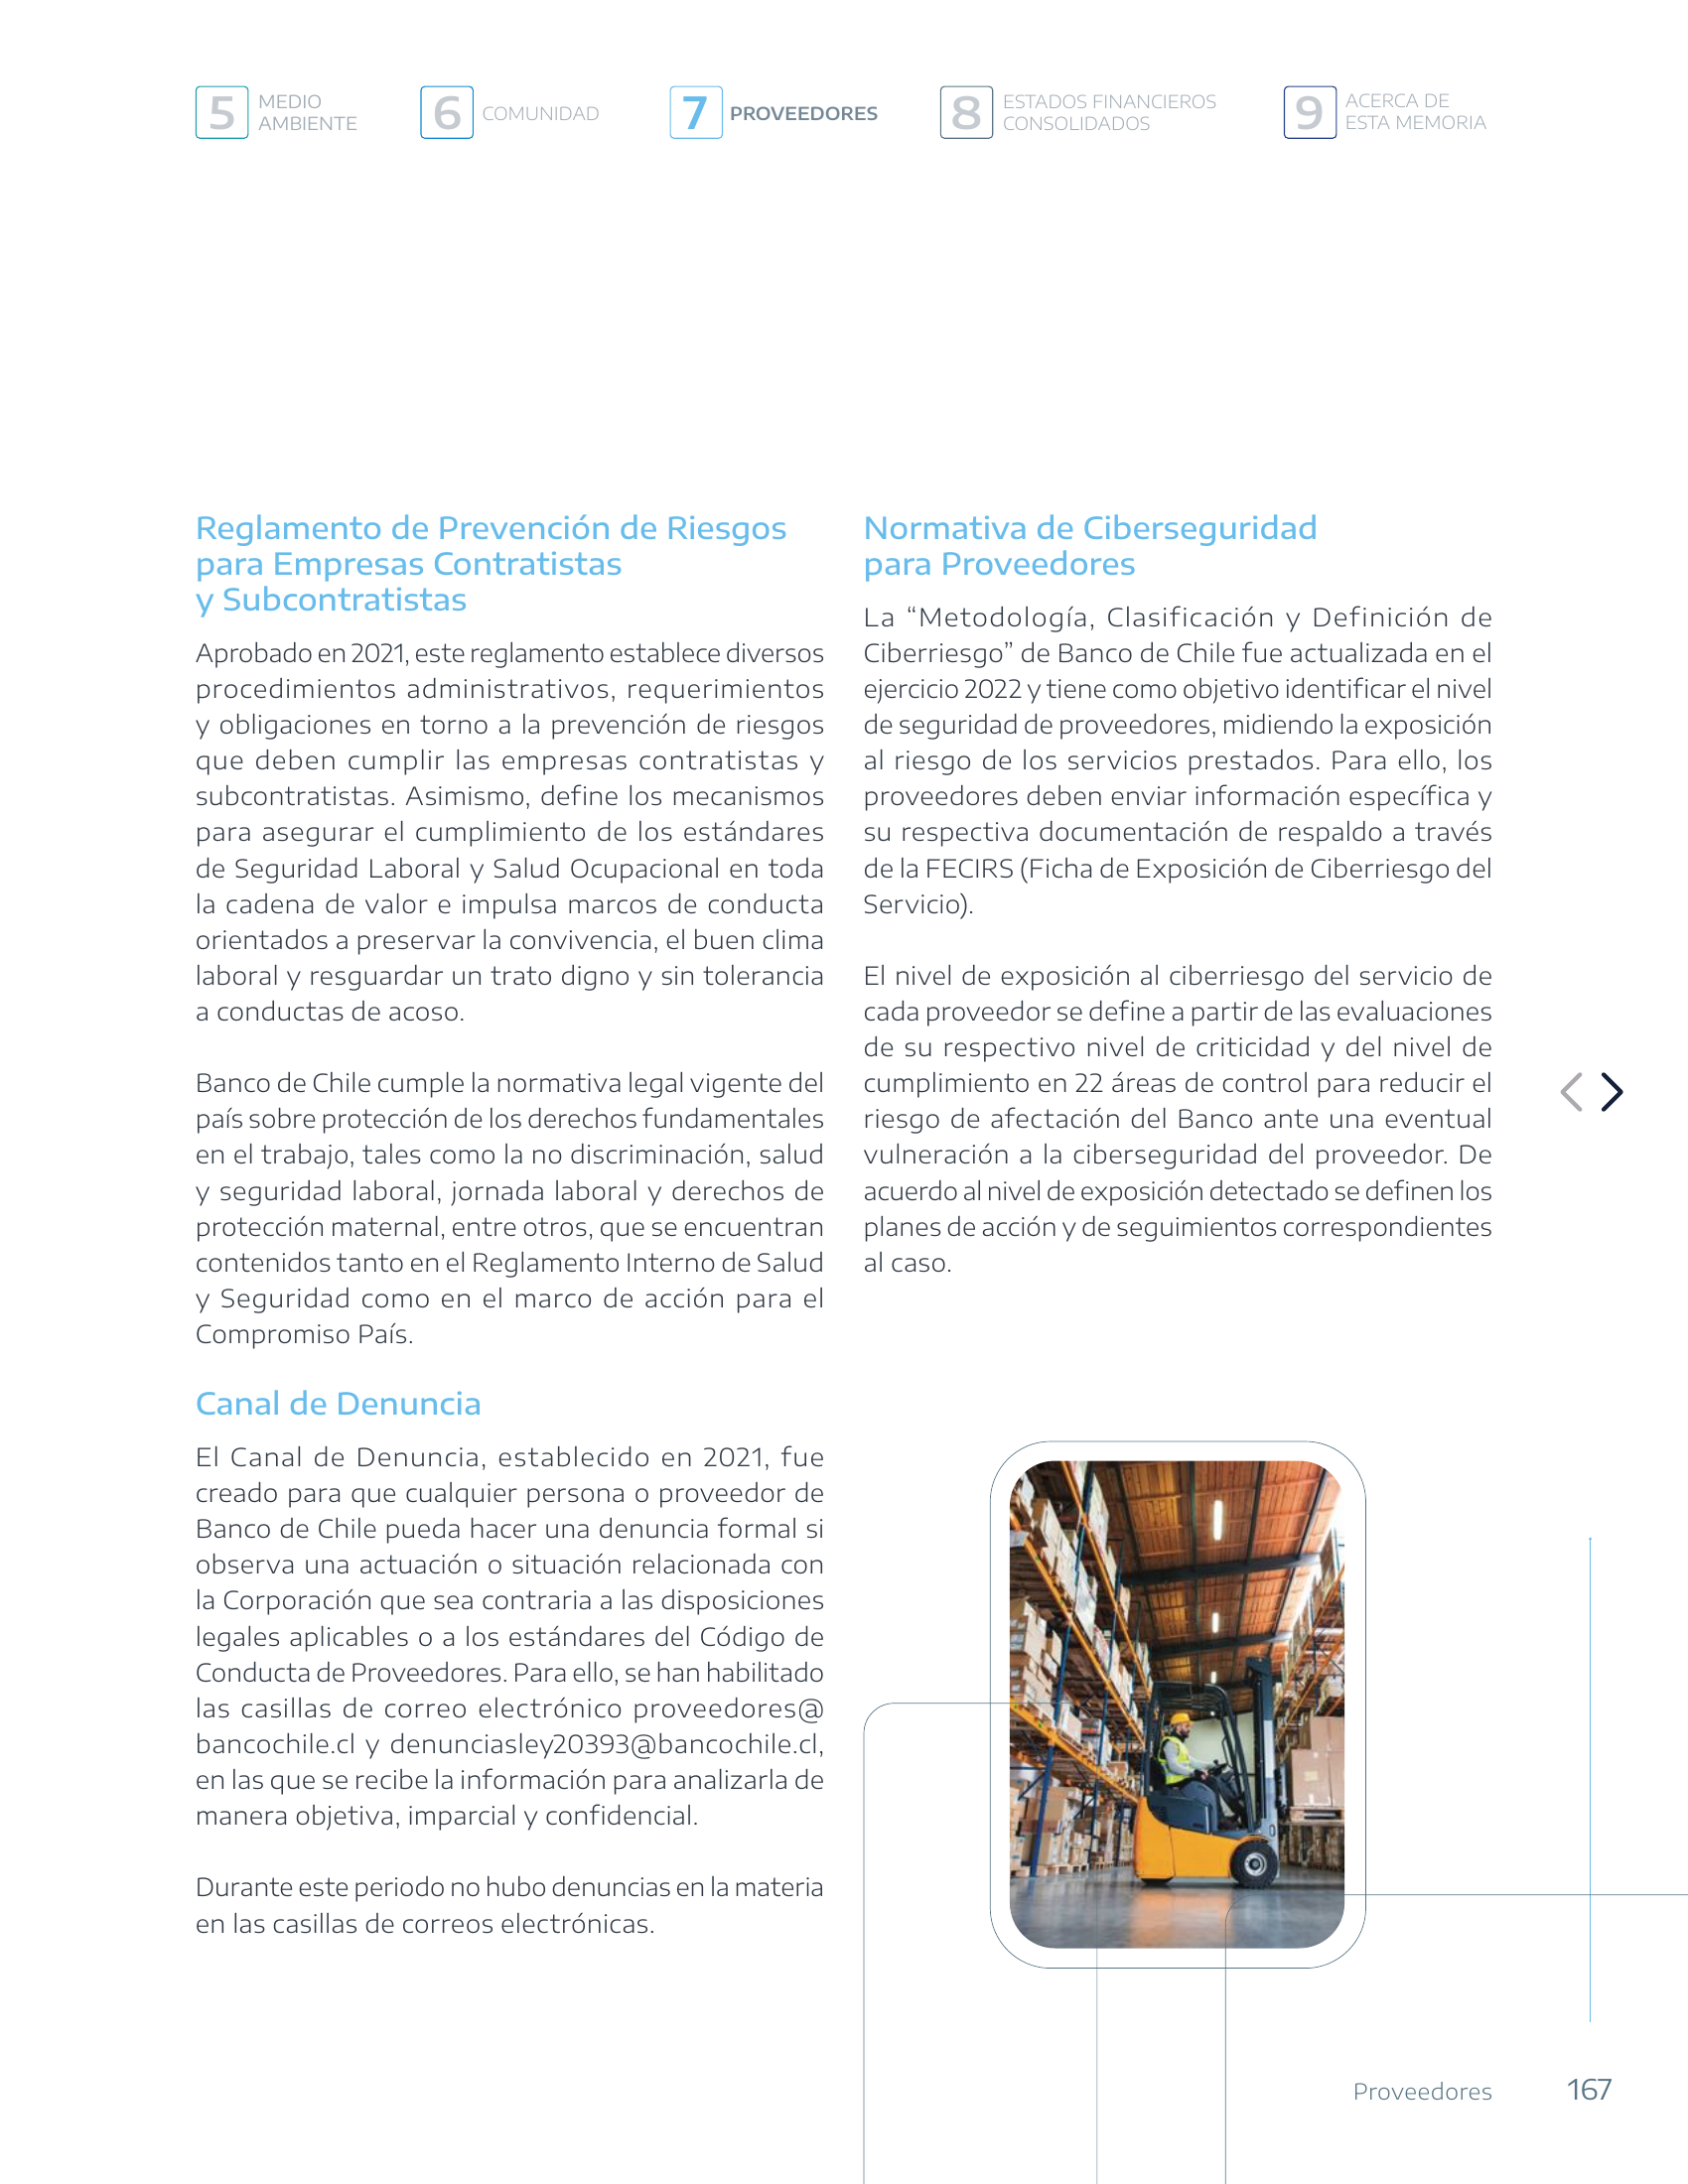 5 MEDIO
AMBIENTE
6 COMUNIDAD
7 PROVEEDORES
8 ESTADOS FINANCIEROS
CONSOLIDADOS
9 ACERCA DE
ESTA MEMORIA
Reglamento de Prevención de Riesgos
para Empresas Contratistas
y Subcontratistas
Aprobado en 2021, este reglamento establece diversos
procedimientos administrativos, requerimientos
y obligaciones en torno a la prevención de riesgos
que deben cumplir las empresas contratistas y
subcontratistas. Asimismo, define los mecanismos
para asegurar el cumplimiento de los estándares
de Seguridad Laboral y Salud Ocupacional en toda
la cadena de valor e impulsa marcos de conducta
orientados a preservar la convivencia, el buen clima
laboral y resguardar un trato digno y sin tolerancia
a conductas de acoso.
Banco de Chile cumple la normativa legal vigente del
país sobre protección de los derechos fundamentales
en el trabajo, tales como la no discriminación, salud
y seguridad laboral, jornada laboral y derechos de
protección maternal, entre otros, que se encuentran
contenidos tanto en el Reglamento Interno de Salud
y Seguridad como en el marco de acción para el
Compromiso País.
Canal de Denuncia
El Canal de Denuncia, establecido en 2021, fue
creado para que cualquier persona o proveedor de
Banco de Chile pueda hacer una denuncia formal si
observa una actuación o situación relacionada con
la Corporación que sea contraria a las disposiciones
legales aplicables o a los estándares del Código de
Conducta de Proveedores. Para ello, se han habilitado
las casillas de correo electrónico proveedores@
bancochile.cl y denunciasley20393@bancochile.cl,
en las que se recibe la información para analizarla de
manera objetiva, imparcial y confidencial.
Durante este periodo no hubo denuncias en la materia
en las casillas de correos electrónicas.
Normativa de Ciberseguridad
para Proveedores
La “Metodología, Clasificación y Definición de
Ciberriesgo” de Banco de Chile fue actualizada en el
ejercicio 2022 y tiene como objetivo identificar el nivel
de seguridad de proveedores, midiendo la exposición
al riesgo de los servicios prestados. Para ello, los
proveedores deben enviar información específica y
su respectiva documentación de respaldo a través
de la FECIRS (Ficha de Exposición de Ciberriesgo del
Servicio).
El nivel de exposición al ciberriesgo del servicio de
cada proveedor se define a partir de las evaluaciones
de su respectivo nivel de criticidad y del nivel de
cumplimiento en 22 áreas de control para reducir el
riesgo de afectación del Banco ante una eventual
vulneración a la ciberseguridad del proveedor. De
acuerdo al nivel de exposición detectado se definen los
planes de acción y de seguimientos correspondientes
al caso.
Proveedores 167